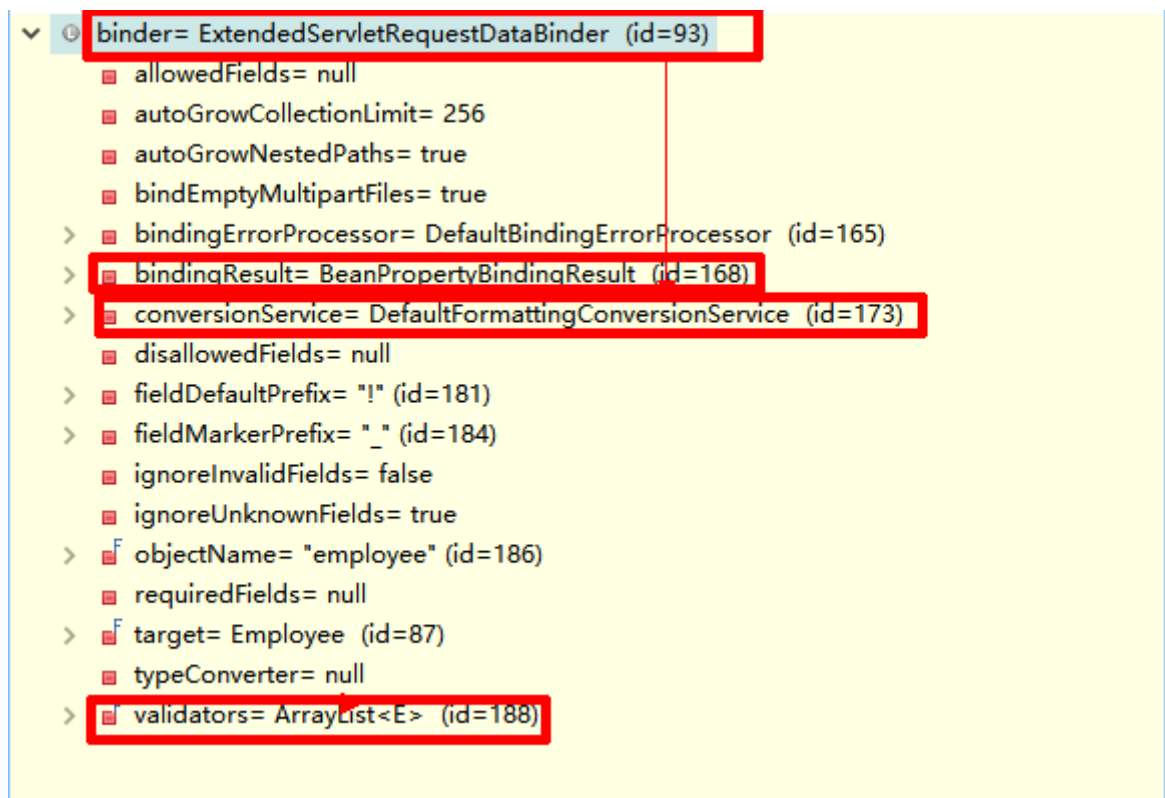 binder= ExtendedServletRequestDataBinder (id=93)
allowedFields= null
autoGrowCollectionLimit= 256
autoGrowNestedPaths= true
bindEmptyMultipartFiles= true
bindingErrorProcessor= DefaultBindingErrorProcessor (id=165)
bindingResult= BeanPropertyBindingResult (id=168)
conversionService= DefaultFormattingConversionService (id=173)
disallowedFields= null
fieldDefaultPrefix= "!" (id=181)
fieldMarkerPrefix= "_" (id=184)
ignoreInvalidFields= false
ignoreUnknownFields= true
objectName= "employee" (id=186)
requiredFields= null
target= Employee (id=87)
typeConverter= null
validators= ArrayList<E> (id=188)